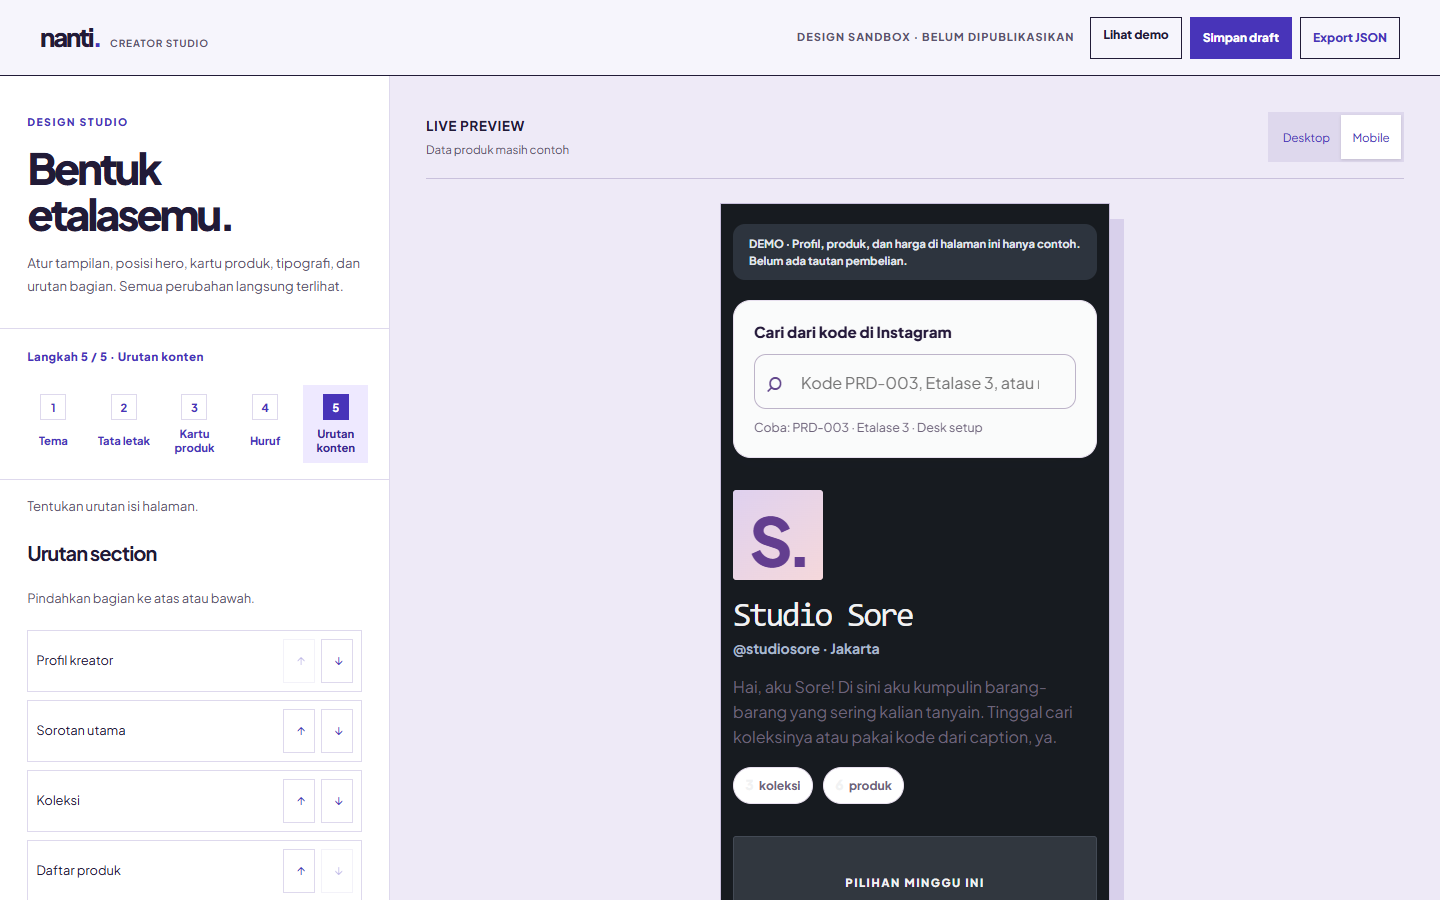 nanti. CREATOR STUDIO
DESIGN SANDBOX · BELUM DIPUBLIKASIKAN
Lihat demo
Simpan draft
Export JSON
DESIGN STUDIO
Bentuk
etalasemu.
Atur tampilan, posisi hero, kartu produk, tipografi, dan
urutan bagian. Semua perubahan langsung terlihat.
Langkah 5 / 5 · Urutan konten
1
Tema
2
Tata letak
3
Kartu
produk
4
Huruf
5
Urutan
konten
Tentukan urutan isi halaman.
Urutan section
Pindahkan bagian ke atas atau bawah.
Profil kreator
↑
↓
Sorotan utama
↑
↓
Koleksi
↑
↓
Daftar produk
↑
↓
LIVE PREVIEW
Data produk masih contoh
Desktop
Mobile
DEMO · Profil, produk, dan harga di halaman ini hanya contoh.
Belum ada tautan pembelian.
Cari dari kode di Instagram
Kode PRD-003, Etalase 3, atau
Coba: PRD-003 · Etalase 3 · Desk setup
S.
Studio Sore
@studiosore · Jakarta
Hai, aku Sore! Di sini aku kumpulin barang-
barang yang sering kalian tanyain. Tinggal cari
koleksinya atau pakai kode dari caption, ya.
3 koleksi
6 produk
PILIHAN MINGGU INI